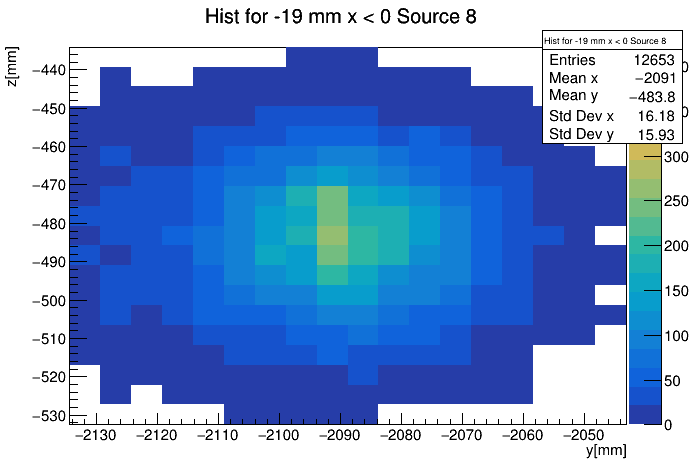 Hist for -19 mm x < 0 Source 8
z[mm]
Hist for -19 mm x < 0 Source 8
Entries 12653
Mean x −2091
Mean y −483.8
Std Dev x 16.18
Std Dev y 15.93
−440
−450
−460
−470
−480
−490
−500
−510
−520
−530
−2130 −2120 −2110 −2100 −2090 −2080 −2070 −2060 −2050
y[mm]
300
250
200
150
100
50
0